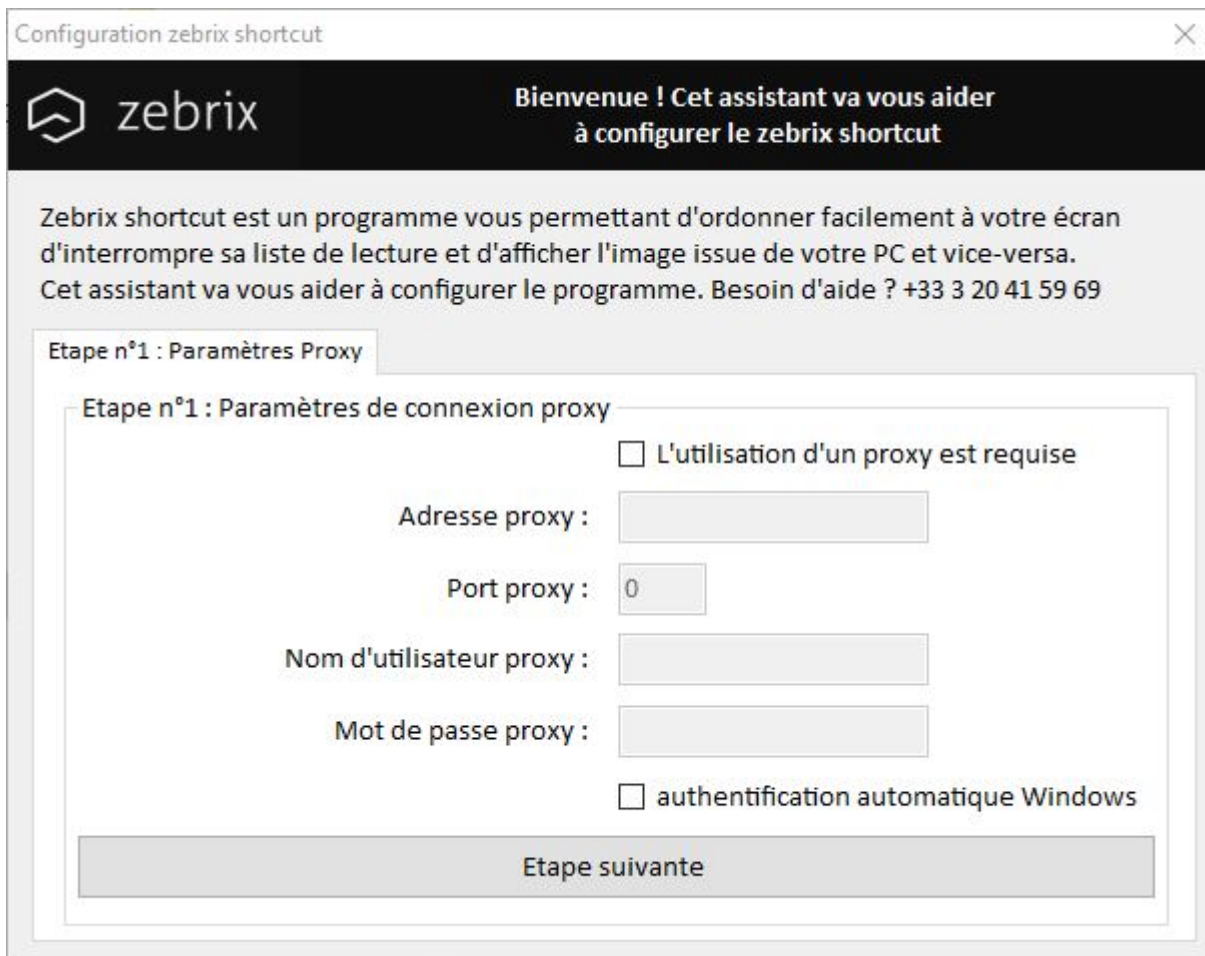 Configuration zebrix shortcut
zebrix
Bienvenue ! Cet assistant va vous aider
à configurer le zebrix shortcut
Zebrix shortcut est un programme vous permettant d'ordonner facilement à votre écran
d'interrompre sa liste de lecture et d'afficher l'image issue de votre PC et vice-versa.
Cet assistant va vous aider à configurer le programme. Besoin d'aide ? +33 3 20 41 59 69
Etape n°1 : Paramètres Proxy
Etape n°1 : Paramètres de connexion proxy
L'utilisation d'un proxy est requise
Adresse proxy :
Port proxy : 0
Nom d'utilisateur proxy :
Mot de passe proxy :
authentification automatique Windows
Etape suivante